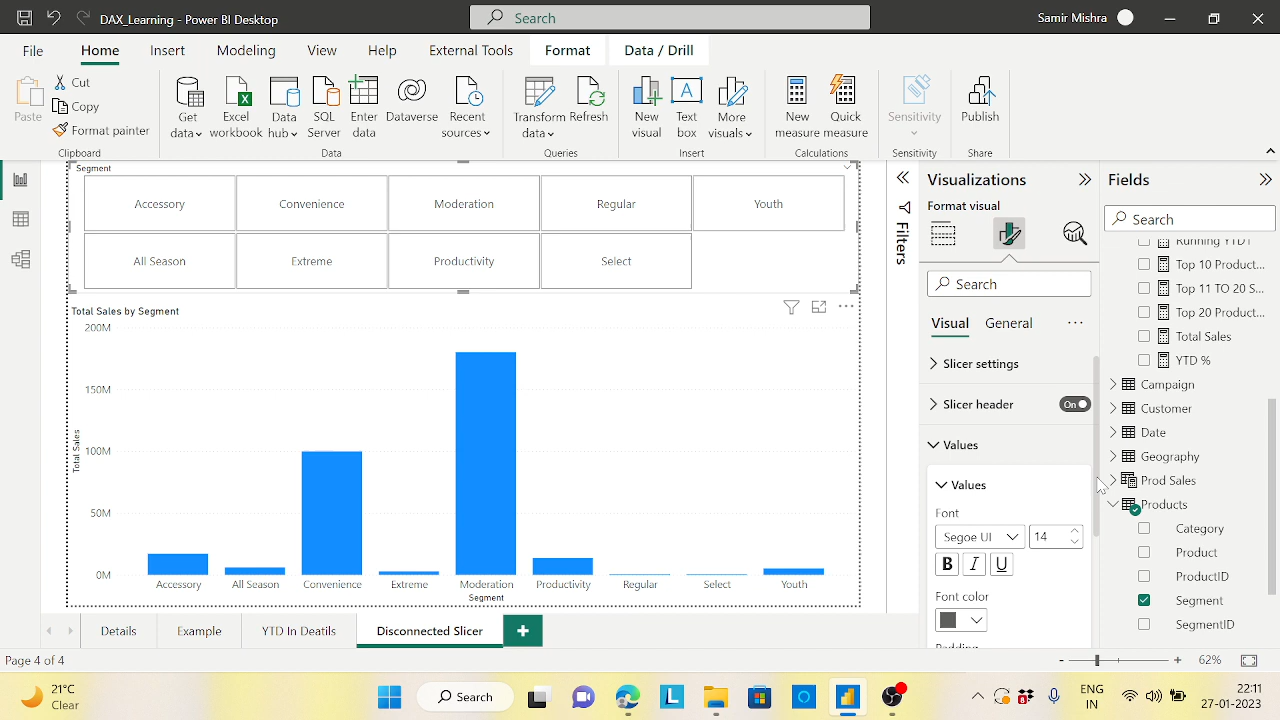 DAX_Learning - Power BI Desktop
Search
Samir Mishra
File
Home
Insert
Modeling
View
Help
External Tools
Format
Data / Drill
Paste
Cut
Copy
Format painter
Get data
Excel workbook
Data hub
SQL Server
Enter data
Dataverse
Recent sources
Transform data
Refresh
New visual
A
Text box
More visuals
New measure
Quick measure
Sensitivity
Publish
Clipboard
Data
Queries
Insert
Calculations
Sensitivity
Share
Segment
Accessory
Convenience
Moderation
Regular
Youth
All Season
Extreme
Productivity
Select
Total Sales by Segment
200M
150M
100M
50M
0M
Total Sales
Accessory
All Season
Convenience
Extreme
Moderation
Productivity
Regular
Select
Youth
Segment
Filters
Visualizations
Format visual
Search
Visual
General
Slicer settings
Slicer header
On
Values
Values
Font
Segoe UI
14
B
I
U
Font color
Padding
Fields
Search
Running YTD1
Top 10 Product...
Top 11 TO 20 S...
Top 20 Product...
Total Sales
YTD %
Campaign
Customer
Date
Geography
Prod Sales
Products
Category
Product
ProductID
Segment
SegmentID
Details
Example
YTD In Deatils
Disconnected Slicer
Page 4 of 4
- + 62%
21°C
Clear
Search
L
ENG
IN
22:11
27-01-2023